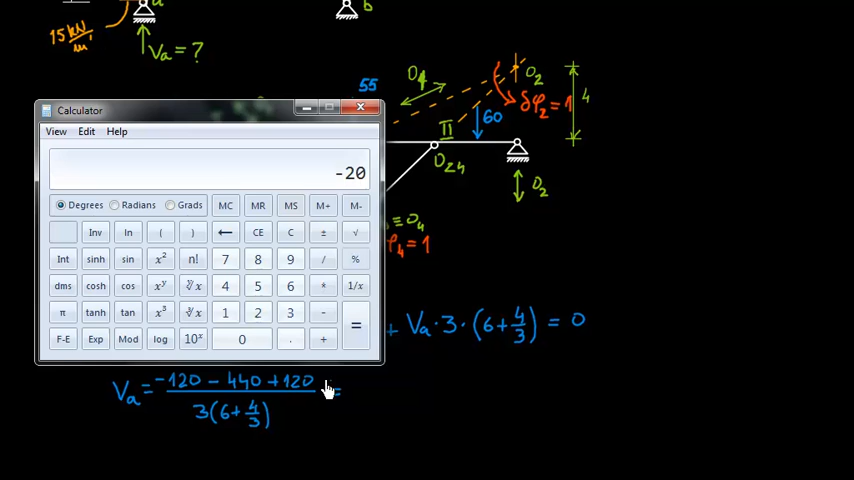 15 kN/m'
a
b
Va = ?
55
O4
O2
δφ2 = 1
4
60
II
O24
O2
≡ O4
φ4 = 1
Calculator
View Edit Help
-20
Degrees Radians Grads MC MR MS M+ M-
Inv ln ( ) ← CE C ± √
Int sinh sin x² n! 7 8 9 / %
dms cosh cos xʸ ʸ√x 4 5 6 * 1/x
π tanh tan x³ ³√x 1 2 3 - =
F-E Exp Mod log 10ˣ 0 . +
+ Va·3·(6+4/3) = 0
Va = (-120 - 440 + 120)/(3(6+4/3)) =